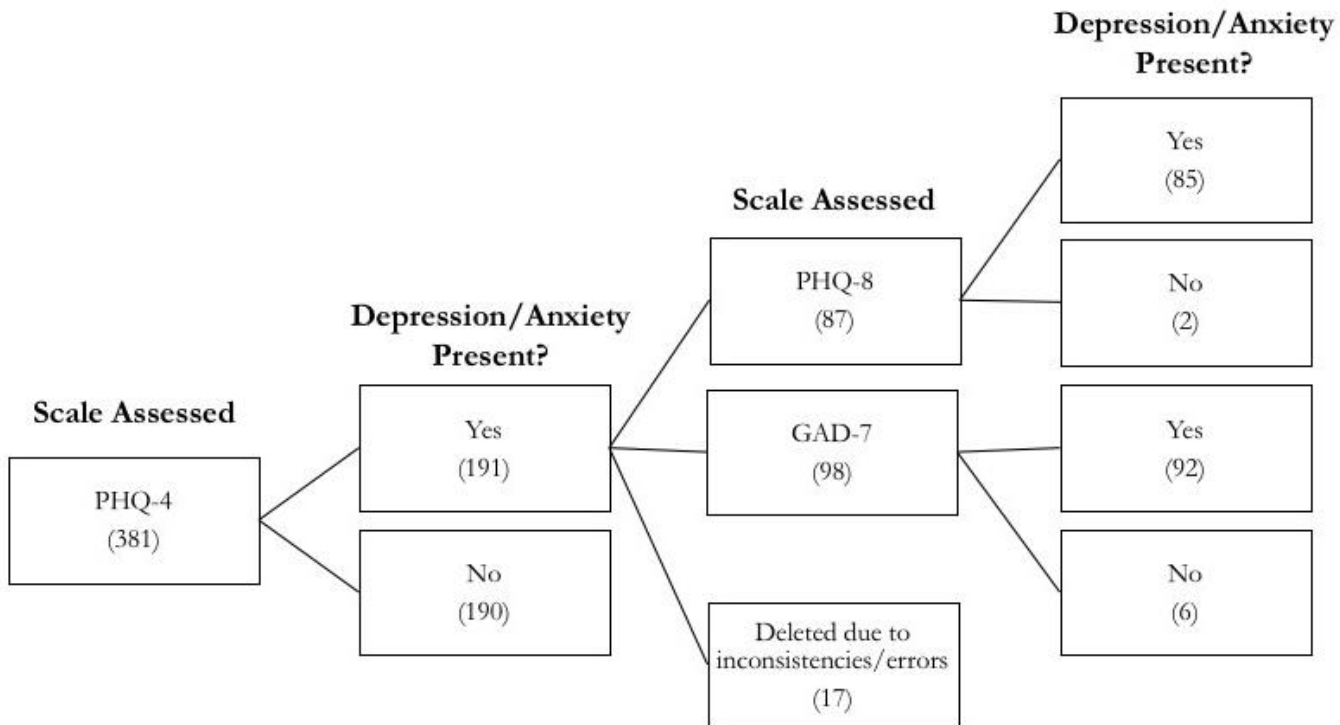 Scale Assessed
PHQ-4
(381)
Depression/Anxiety
Present?
Yes
(191)
No
(190)
Scale Assessed
PHQ-8
(87)
GAD-7
(98)
Deleted due to
inconsistencies/errors
(17)
Depression/Anxiety
Present?
Yes
(85)
No
(2)
Yes
(92)
No
(6)